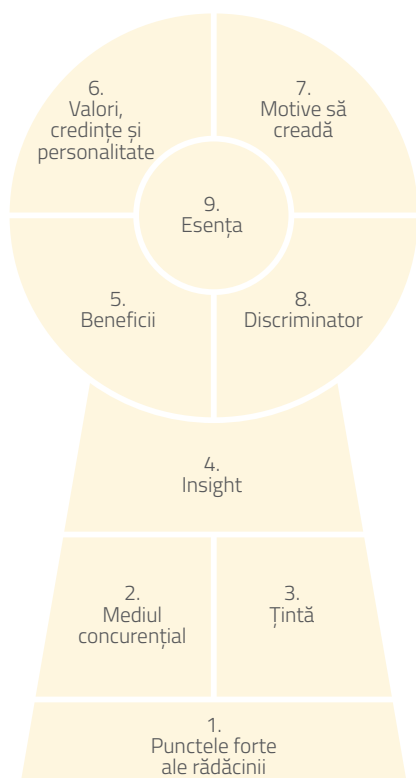 6.
Valori,
credințe și
personalitate
7.
Motive să
creadă
9.
Esența
5.
Beneficii
8.
Discriminator
4.
Insight
2.
Mediul
concurențial
3.
Țintă
1.
Punctele forte
ale rădăcinii